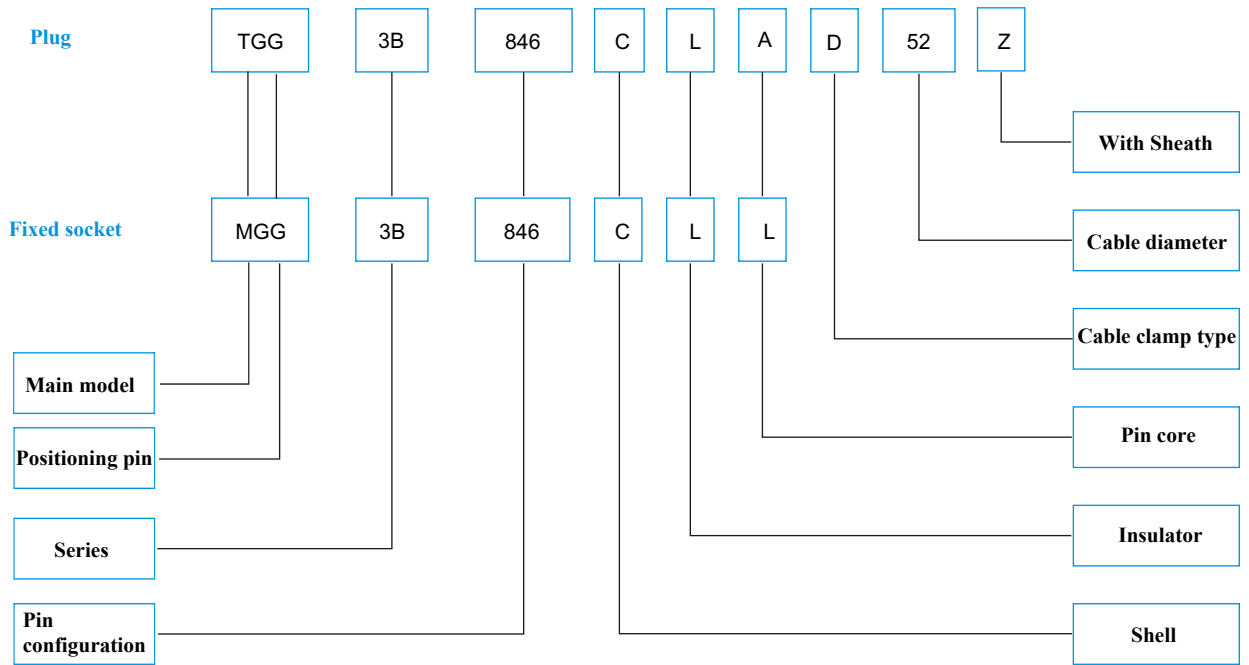 Plug TGG 3B 846 C L A D 52 Z
With Sheath
Fixed socket MGG 3B 846 C L L
Cable diameter
Cable clamp type
Main model
Pin core
Positioning pin
Series
Insulator
Pin
configuration
Shell